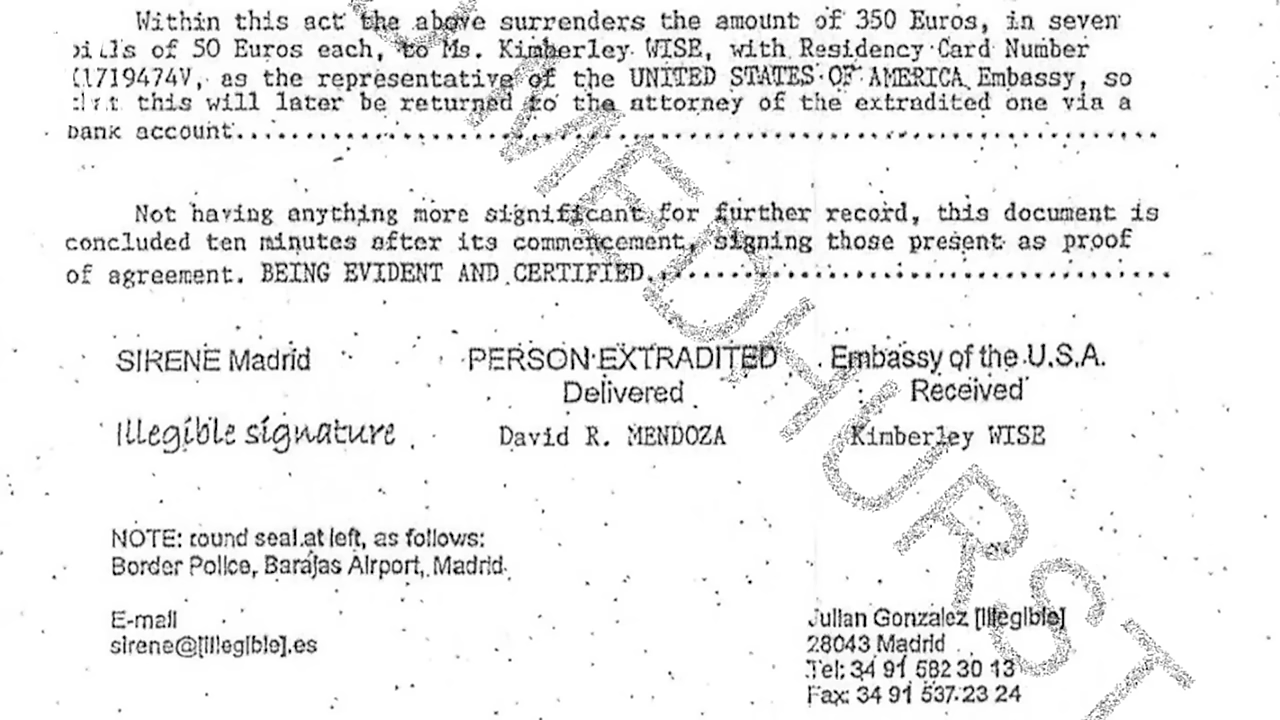 Within this act the above surrenders the amount of 350 Euros, in seven
bills of 50 Euros each, to Ms. Kimberley WISE, with Residency Card Number
1719474V, as the representative of the UNITED STATES OF AMERICA Embassy, so
that this will later be returned to the attorney of the extradited one via a
bank account.
Not having anything more significant for further record, this document is
concluded ten minutes after its commencement, signing those present as proof
of agreement. BEING EVIDENT AND CERTIFIED.
SIRENE Madrid PERSON EXTRADITED Embassy of the U.S.A.
Delivered Received
Illegible signature David R. MENDOZA Kimberley WISE
NOTE: round seal at left, as follows:
Border Police, Barajas Airport, Madrid
E-mail
sirene@[illegible].es
Julian Gonzalez [illegible]
28043 Madrid
Tel: 34 91 582 30 13
Fax: 34 91 537 23 24
MEDHURST